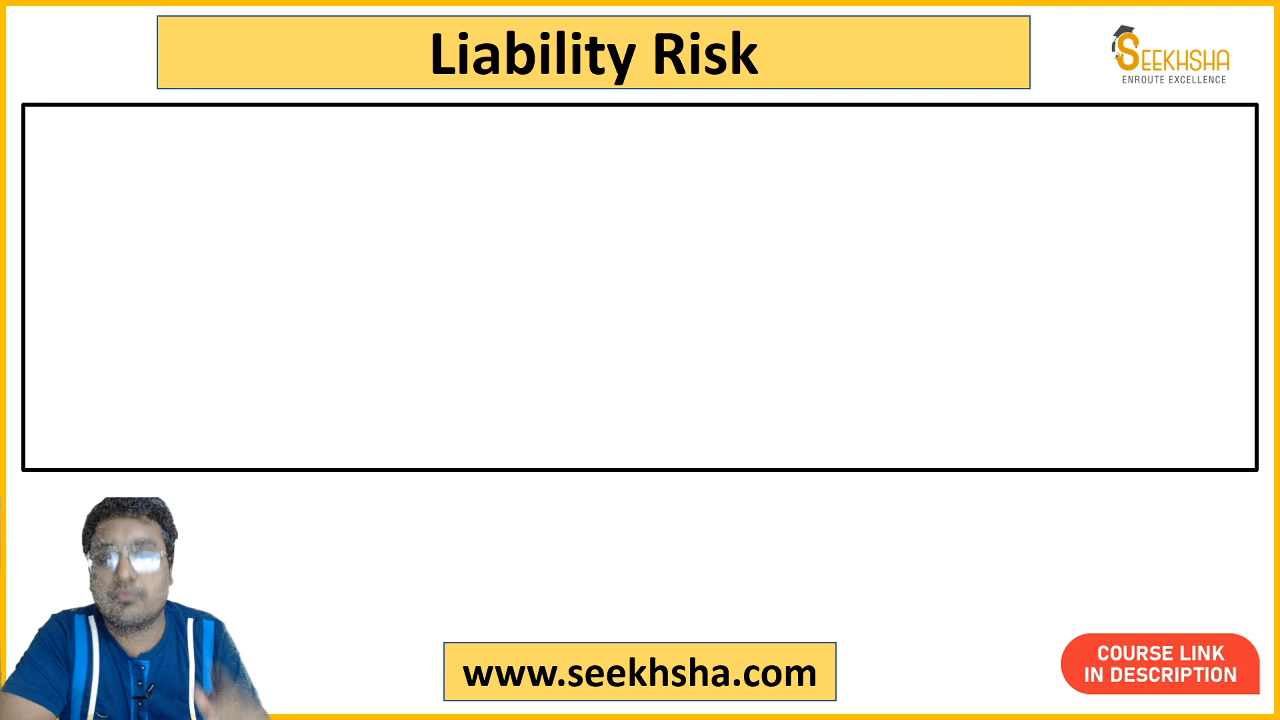 Liability Risk
SEEKHSHA
ENROUTE EXCELLENCE
www.seekhsha.com
COURSE LINK
IN DESCRIPTION